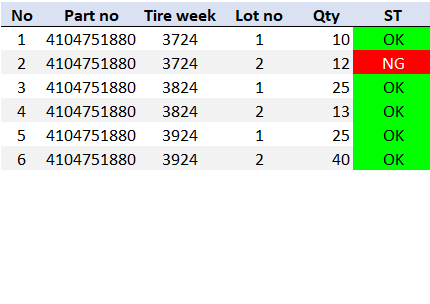 No Part no Tire week Lot no Qty ST
1 4104751880 3724 1 10 OK
2 4104751880 3724 2 12 NG
3 4104751880 3824 1 25 OK
4 4104751880 3824 2 13 OK
5 4104751880 3924 1 25 OK
6 4104751880 3924 2 40 OK